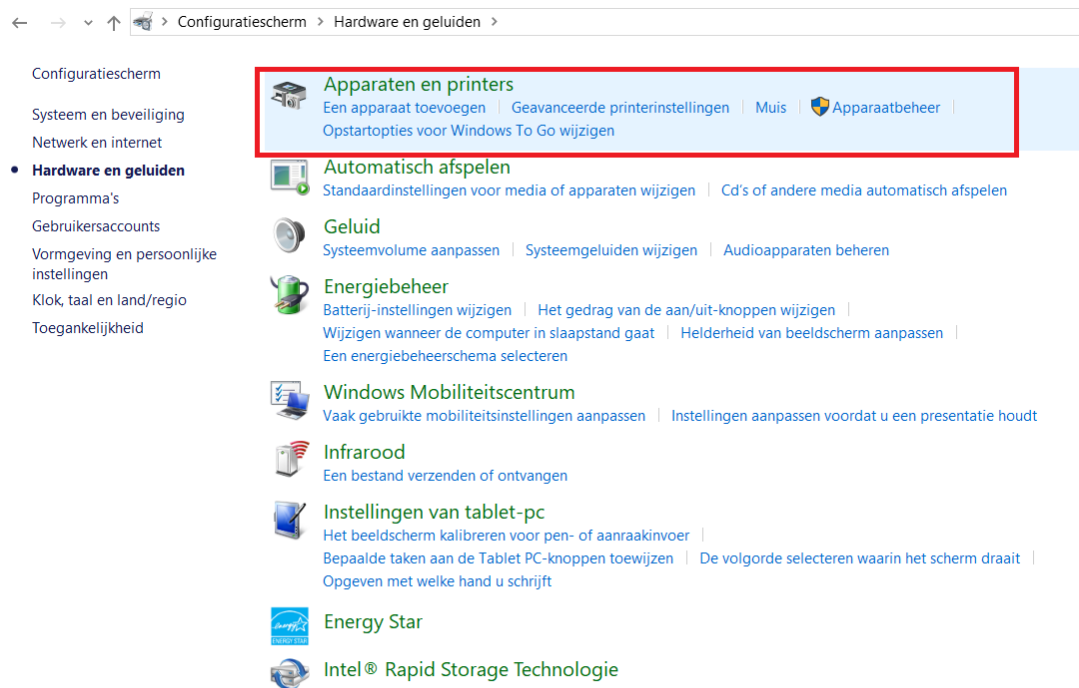 Configuratiescherm > Hardware en geluiden >
Configuratiescherm
Systeem en beveiliging
Netwerk en internet
Hardware en geluiden
Programma's
Gebruikersaccounts
Vormgeving en persoonlijke
instellingen
Klok, taal en land/regio
Toegankelijkheid
Apparaten en printers
Een apparaat toevoegen | Geavanceerde printerinstellingen | Muis | Apparaatbeheer |
Opstartopties voor Windows To Go wijzigen
Automatisch afspelen
Standaardinstellingen voor media of apparaten wijzigen | Cd's of andere media automatisch afspelen
Geluid
Systeemvolume aanpassen | Systeemgeluiden wijzigen | Audioapparaten beheren
Energiebeheer
Batterij-instellingen wijzigen | Het gedrag van de aan/uit-knoppen wijzigen |
Wijzigen wanneer de computer in slaapstand gaat | Helderheid van beeldscherm aanpassen |
Een energiebeheerschema selecteren
Windows Mobiliteitscentrum
Vaak gebruikte mobiliteitsinstellingen aanpassen | Instellingen aanpassen voordat u een presentatie houdt
Infrarood
Een bestand verzenden of ontvangen
Instellingen van tablet-pc
Het beeldscherm kalibreren voor pen- of aanraakinvoer |
Bepaalde taken aan de Tablet PC-knoppen toewijzen | De volgorde selecteren waarin het scherm draait |
Opgeven met welke hand u schrijft
energy
ENERGY STAR
Energy Star
Intel® Rapid Storage Technologie